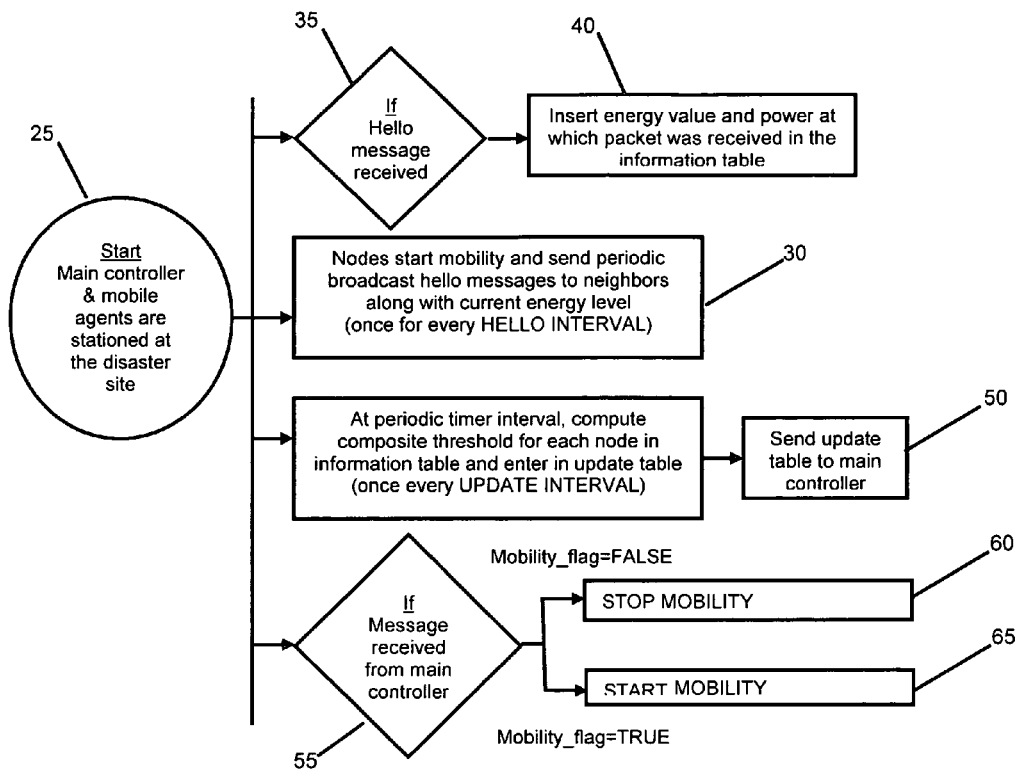 35
40
If
Hello
message
received
Insert energy value and power at
which packet was received in the
information table
25
Start
Main controller
& mobile
agents are
stationed at
the disaster
site
Nodes start mobility and send periodic
broadcast hello messages to neighbors
along with current energy level
(once for every HELLO INTERVAL)
30
At periodic timer interval, compute
composite threshold for each node in
information table and enter in update table
(once every UPDATE INTERVAL)
50
Send update
table to main
controller
If
Message
received
from main
controller
55
Mobility_flag=FALSE
60
STOP MOBILITY
65
START MOBILITY
Mobility_flag=TRUE